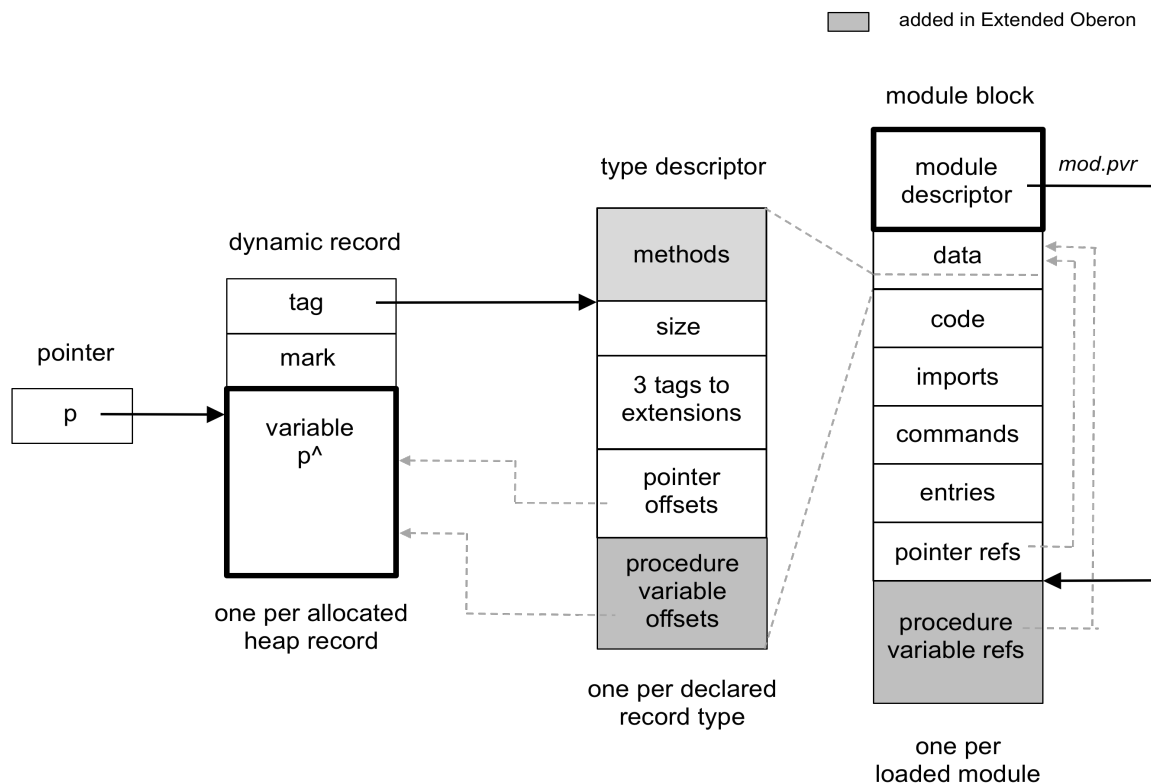 added in Extended Oberon
module block
module
descriptor
mod.pvr
type descriptor
methods
data
dynamic record
tag
size
code
pointer
mark
3 tags to
extensions
imports
p
variable
p^
commands
pointer
offsets
entries
pointer refs
procedure
variable
offsets
procedure
variable refs
one per allocated
heap record
one per declared
record type
one per
loaded module